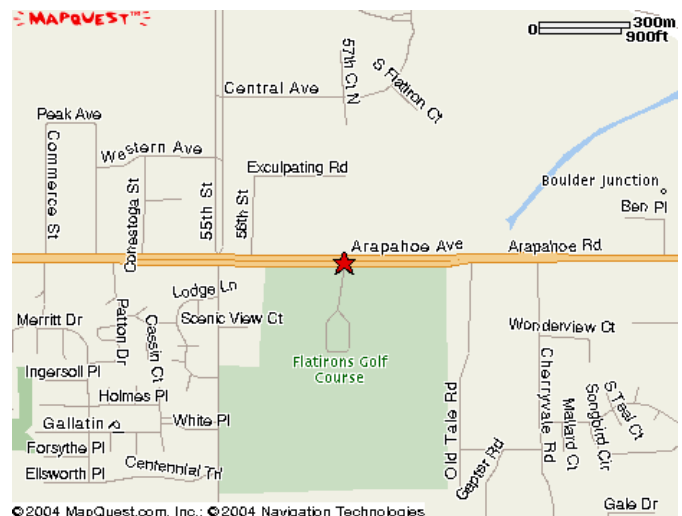 MAPQUEST™
0 300m
900ft
57th Ct N
S Flatiron Ct
Central Ave
Peak Ave
Western Ave
Commerce St
Exculpating Rd
Boulder Junction
Conestoga St
55th St
56th St
Ben Pl
Arapahoe Ave
Arapahoe Rd
Lodge Ln
Merritt Dr
Patton Dr
Cassin Ct
Scenic View Ct
Wonderview Ct
Flatirons Golf
Course
Ingersoll Pl
Holmes Pl
Old Tale Rd
Cherryvale Rd
Mallard Ct
Songbird Cir
S Teal Ct
Gallatin Pl
White Pl
Forsythe Pl
Centennial Trl
Ellsworth Pl
Gapter Rd
Gale Dr
©2004 MapQuest.com, Inc.; ©2004 Navigation Technologies